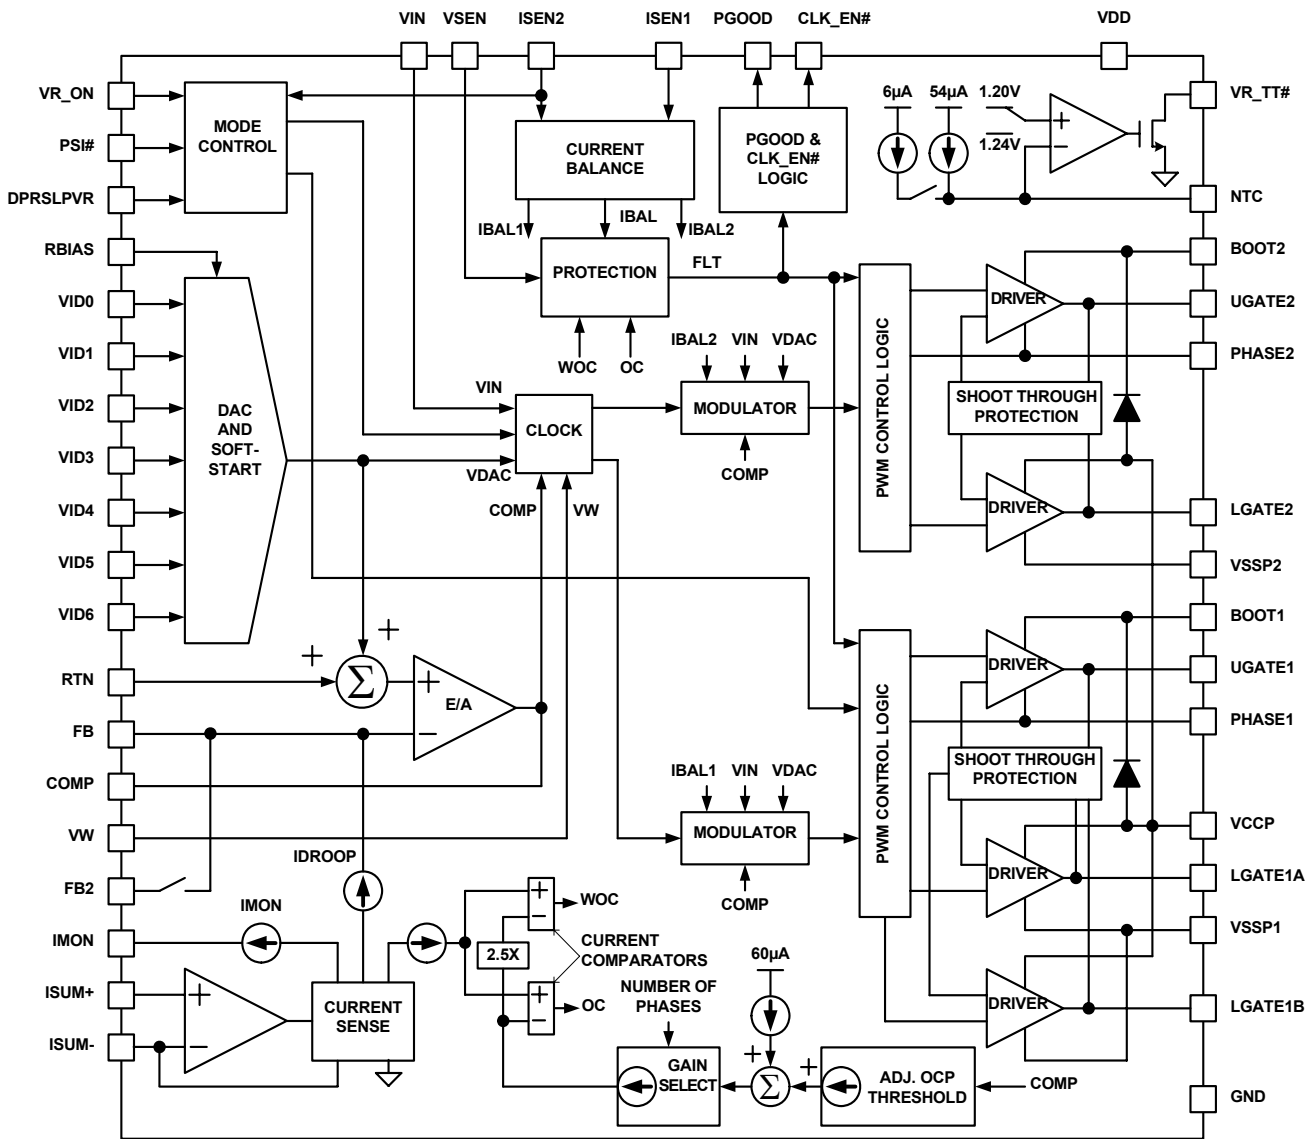 VIN
VSEN
ISEN2
ISEN1
PGOOD
CLK_EN#
VDD
VR_ON
PSI#
DPRSLPVR
RBIAS
VID0
VID1
VID2
VID3
VID4
VID5
VID6
RTN
FB
COMP
VW
FB2
IMON
ISUM+
ISUM-
MODE
CONTROL
CURRENT
BALANCE
PGOOD &
CLK_EN#
LOGIC
6µA
54µA
1.20V
1.24V
+
−
VR_TT#
NTC
BOOT2
UGATE2
PHASE2
LGATE2
VSSP2
BOOT1
UGATE1
PHASE1
VCCP
LGATE1A
VSSP1
LGATE1B
GND
IBAL1
IBAL
IBAL2
PROTECTION
FLT
WOC
OC
DAC
AND
SOFT-
START
VIN
VDAC
COMP
VW
CLOCK
IBAL2
VIN
VDAC
MODULATOR
COMP
PWM CONTROL LOGIC
DRIVER
SHOOT THROUGH
PROTECTION
DRIVER
+
+
Σ
+
−
E/A
IBAL1
VIN
VDAC
MODULATOR
COMP
PWM CONTROL LOGIC
DRIVER
SHOOT THROUGH
PROTECTION
DRIVER
DRIVER
IDROOP
IMON
+
−
CURRENT
SENSE
+
−
WOC
2.5X
CURRENT
COMPARATORS
+
−
OC
NUMBER OF
PHASES
GAIN
SELECT
60µA
+
Σ
+
ADJ. OCP
THRESHOLD
COMP